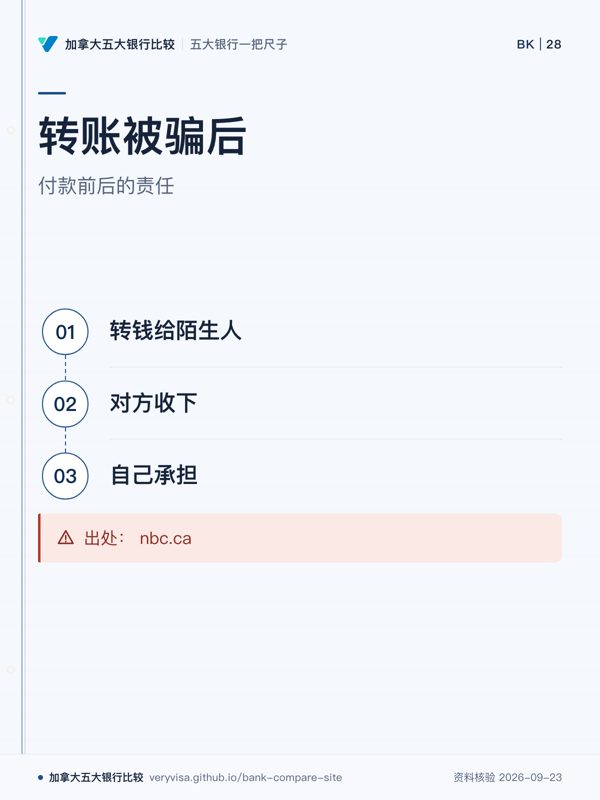 加拿大五大银行比较 | 五大银行一把尺子 BK | 28
转账被骗后
付款前后的责任
01 转钱给陌生人
02 对方收下
03 自己承担
出处： nbc.ca
加拿大五大银行比较 veryvisa.github.io/bank-compare-site 资料核验 2026-09-23